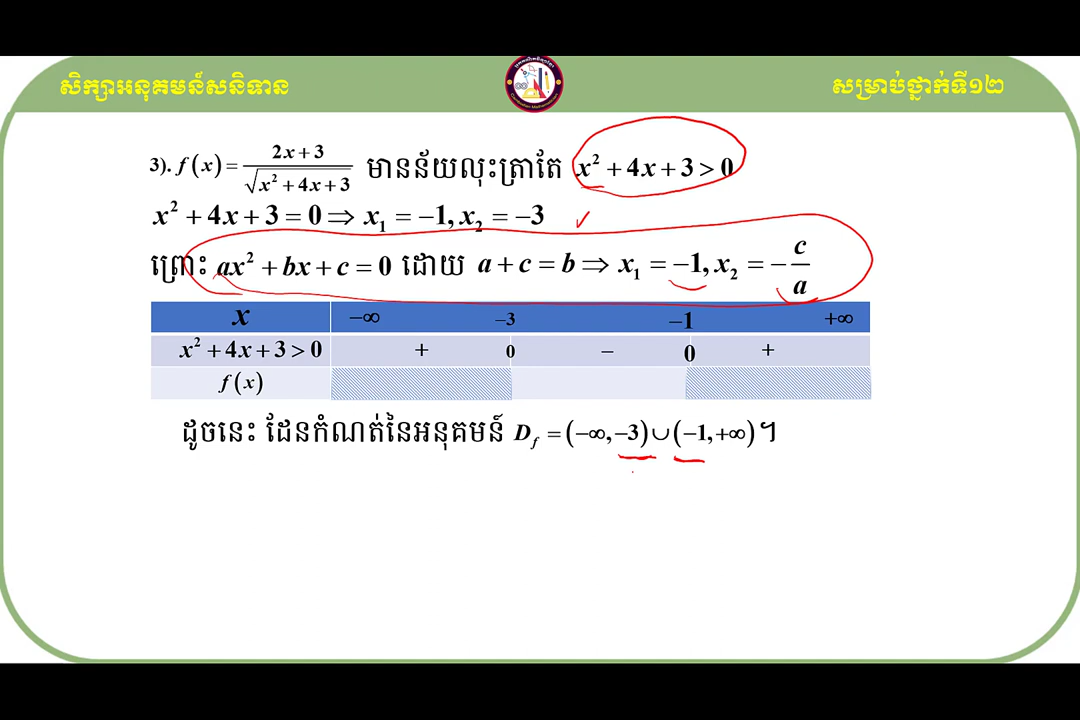 សិក្សាអនុគមន៍សនិទាន
សម្រាប់ថ្នាក់ទី១២
3). f(x) = (2x+3)/√(x²+4x+3) មានន័យលុះត្រាតែ x² + 4x + 3 > 0
x² + 4x + 3 = 0 ⇒ x₁ = −1, x₂ = −3
ព្រោះ ax² + bx + c = 0 ដោយ a + c = b ⇒ x₁ = −1, x₂ = −c/a
x −∞ −3 −1 +∞
x² + 4x + 3 > 0 + 0 − 0 +
f(x)
ដូចនេះ ដែនកំណត់នៃអនុគមន៍ D_f = (−∞, −3) ∪ (−1, +∞) ។